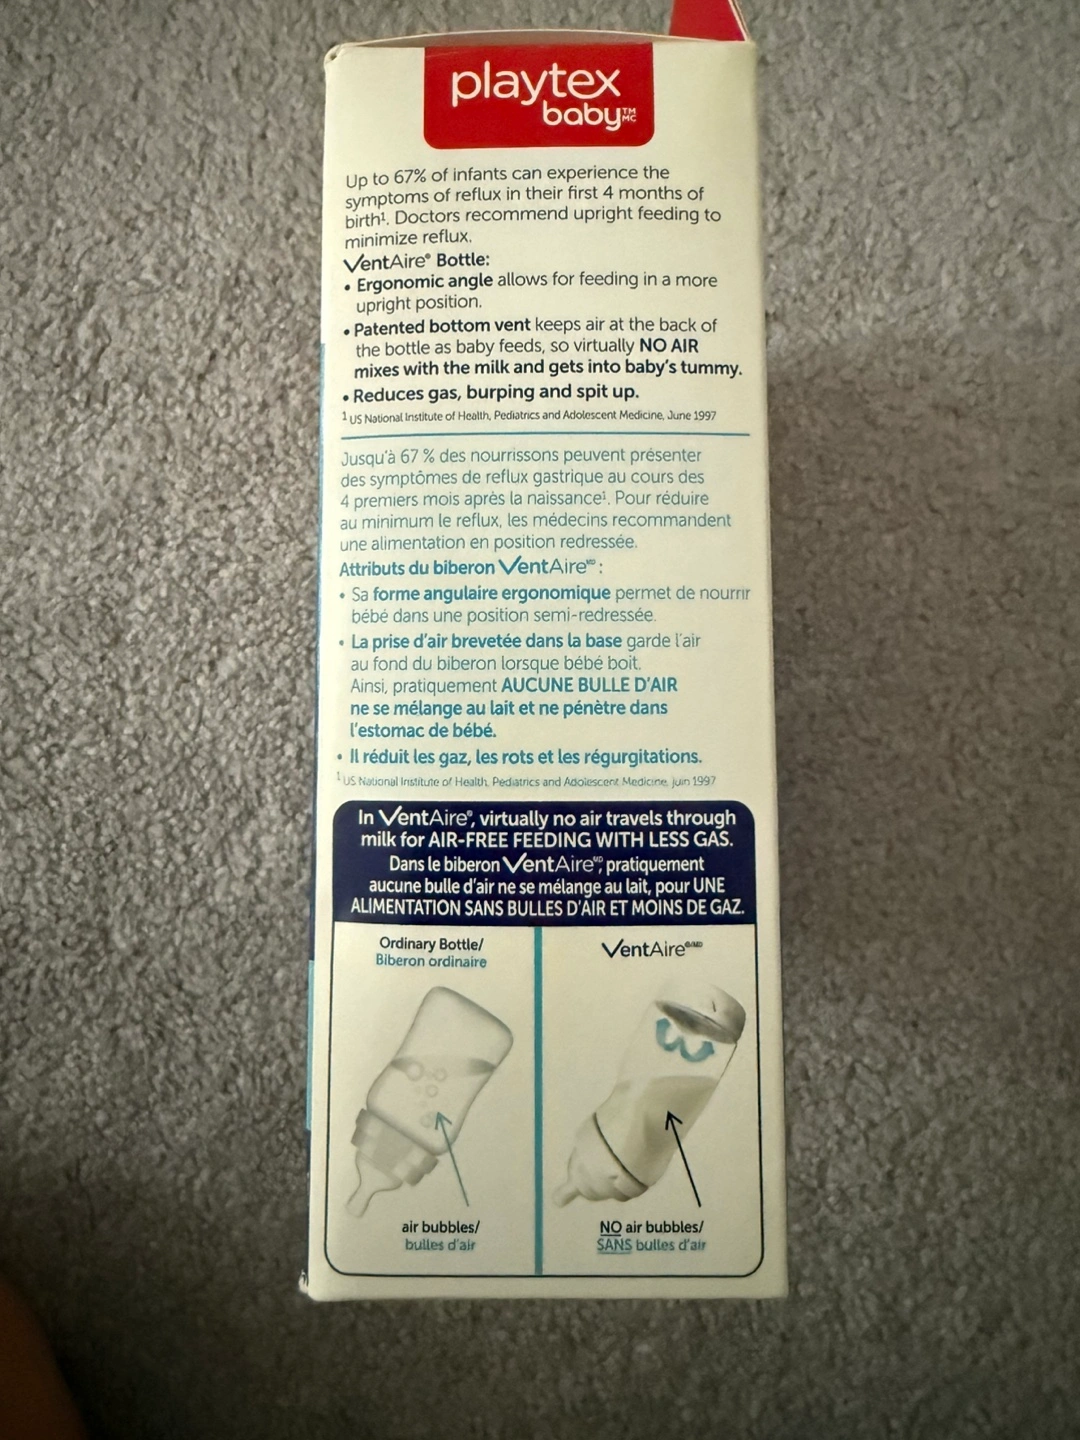 playtex
baby™ MC
Up to 67% of infants can experience the
symptoms of reflux in their first 4 months of
birth¹. Doctors recommend upright feeding to
minimize reflux.
VentAire® Bottle:
• Ergonomic angle allows for feeding in a more
upright position.
• Patented bottom vent keeps air at the back of
the bottle as baby feeds, so virtually NO AIR
mixes with the milk and gets into baby's tummy.
• Reduces gas, burping and spit up.
¹ US National Institute of Health, Pediatrics and Adolescent Medicine, June 1997
Jusqu'à 67 % des nourrissons peuvent présenter
des symptômes de reflux gastrique au cours des
4 premiers mois après la naissance¹. Pour réduire
au minimum le reflux, les médecins recommandent
une alimentation en position redressée.
Attributs du biberon VentAire MD :
• Sa forme angulaire ergonomique permet de nourrir
bébé dans une position semi-redressée.
• La prise d'air brevetée dans la base garde l'air
au fond du biberon lorsque bébé boit.
Ainsi, pratiquement AUCUNE BULLE D'AIR
ne se mélange au lait et ne pénètre dans
l'estomac de bébé.
• Il réduit les gaz, les rots et les régurgitations.
¹ US National Institute of Health, Pediatrics and Adolescent Medicine, juin 1997
In VentAire®, virtually no air travels through
milk for AIR-FREE FEEDING WITH LESS GAS.
Dans le biberon VentAire MD, pratiquement
aucune bulle d'air ne se mélange au lait, pour UNE
ALIMENTATION SANS BULLES D'AIR ET MOINS DE GAZ.
Ordinary Bottle/
Biberon ordinaire
VentAire®/MD
air bubbles/
bulles d'air
NO air bubbles/
SANS bulles d'air